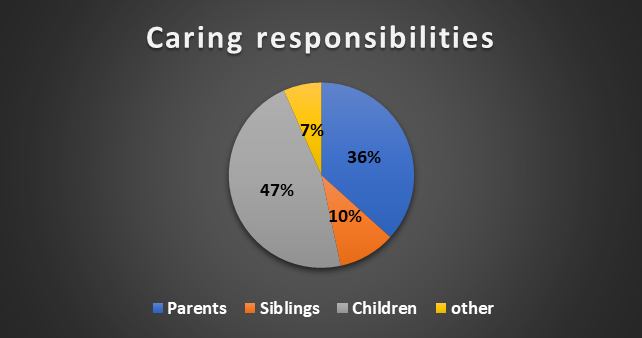 Caring responsibilities
7%
36%
47%
10%
Parents Siblings Children other